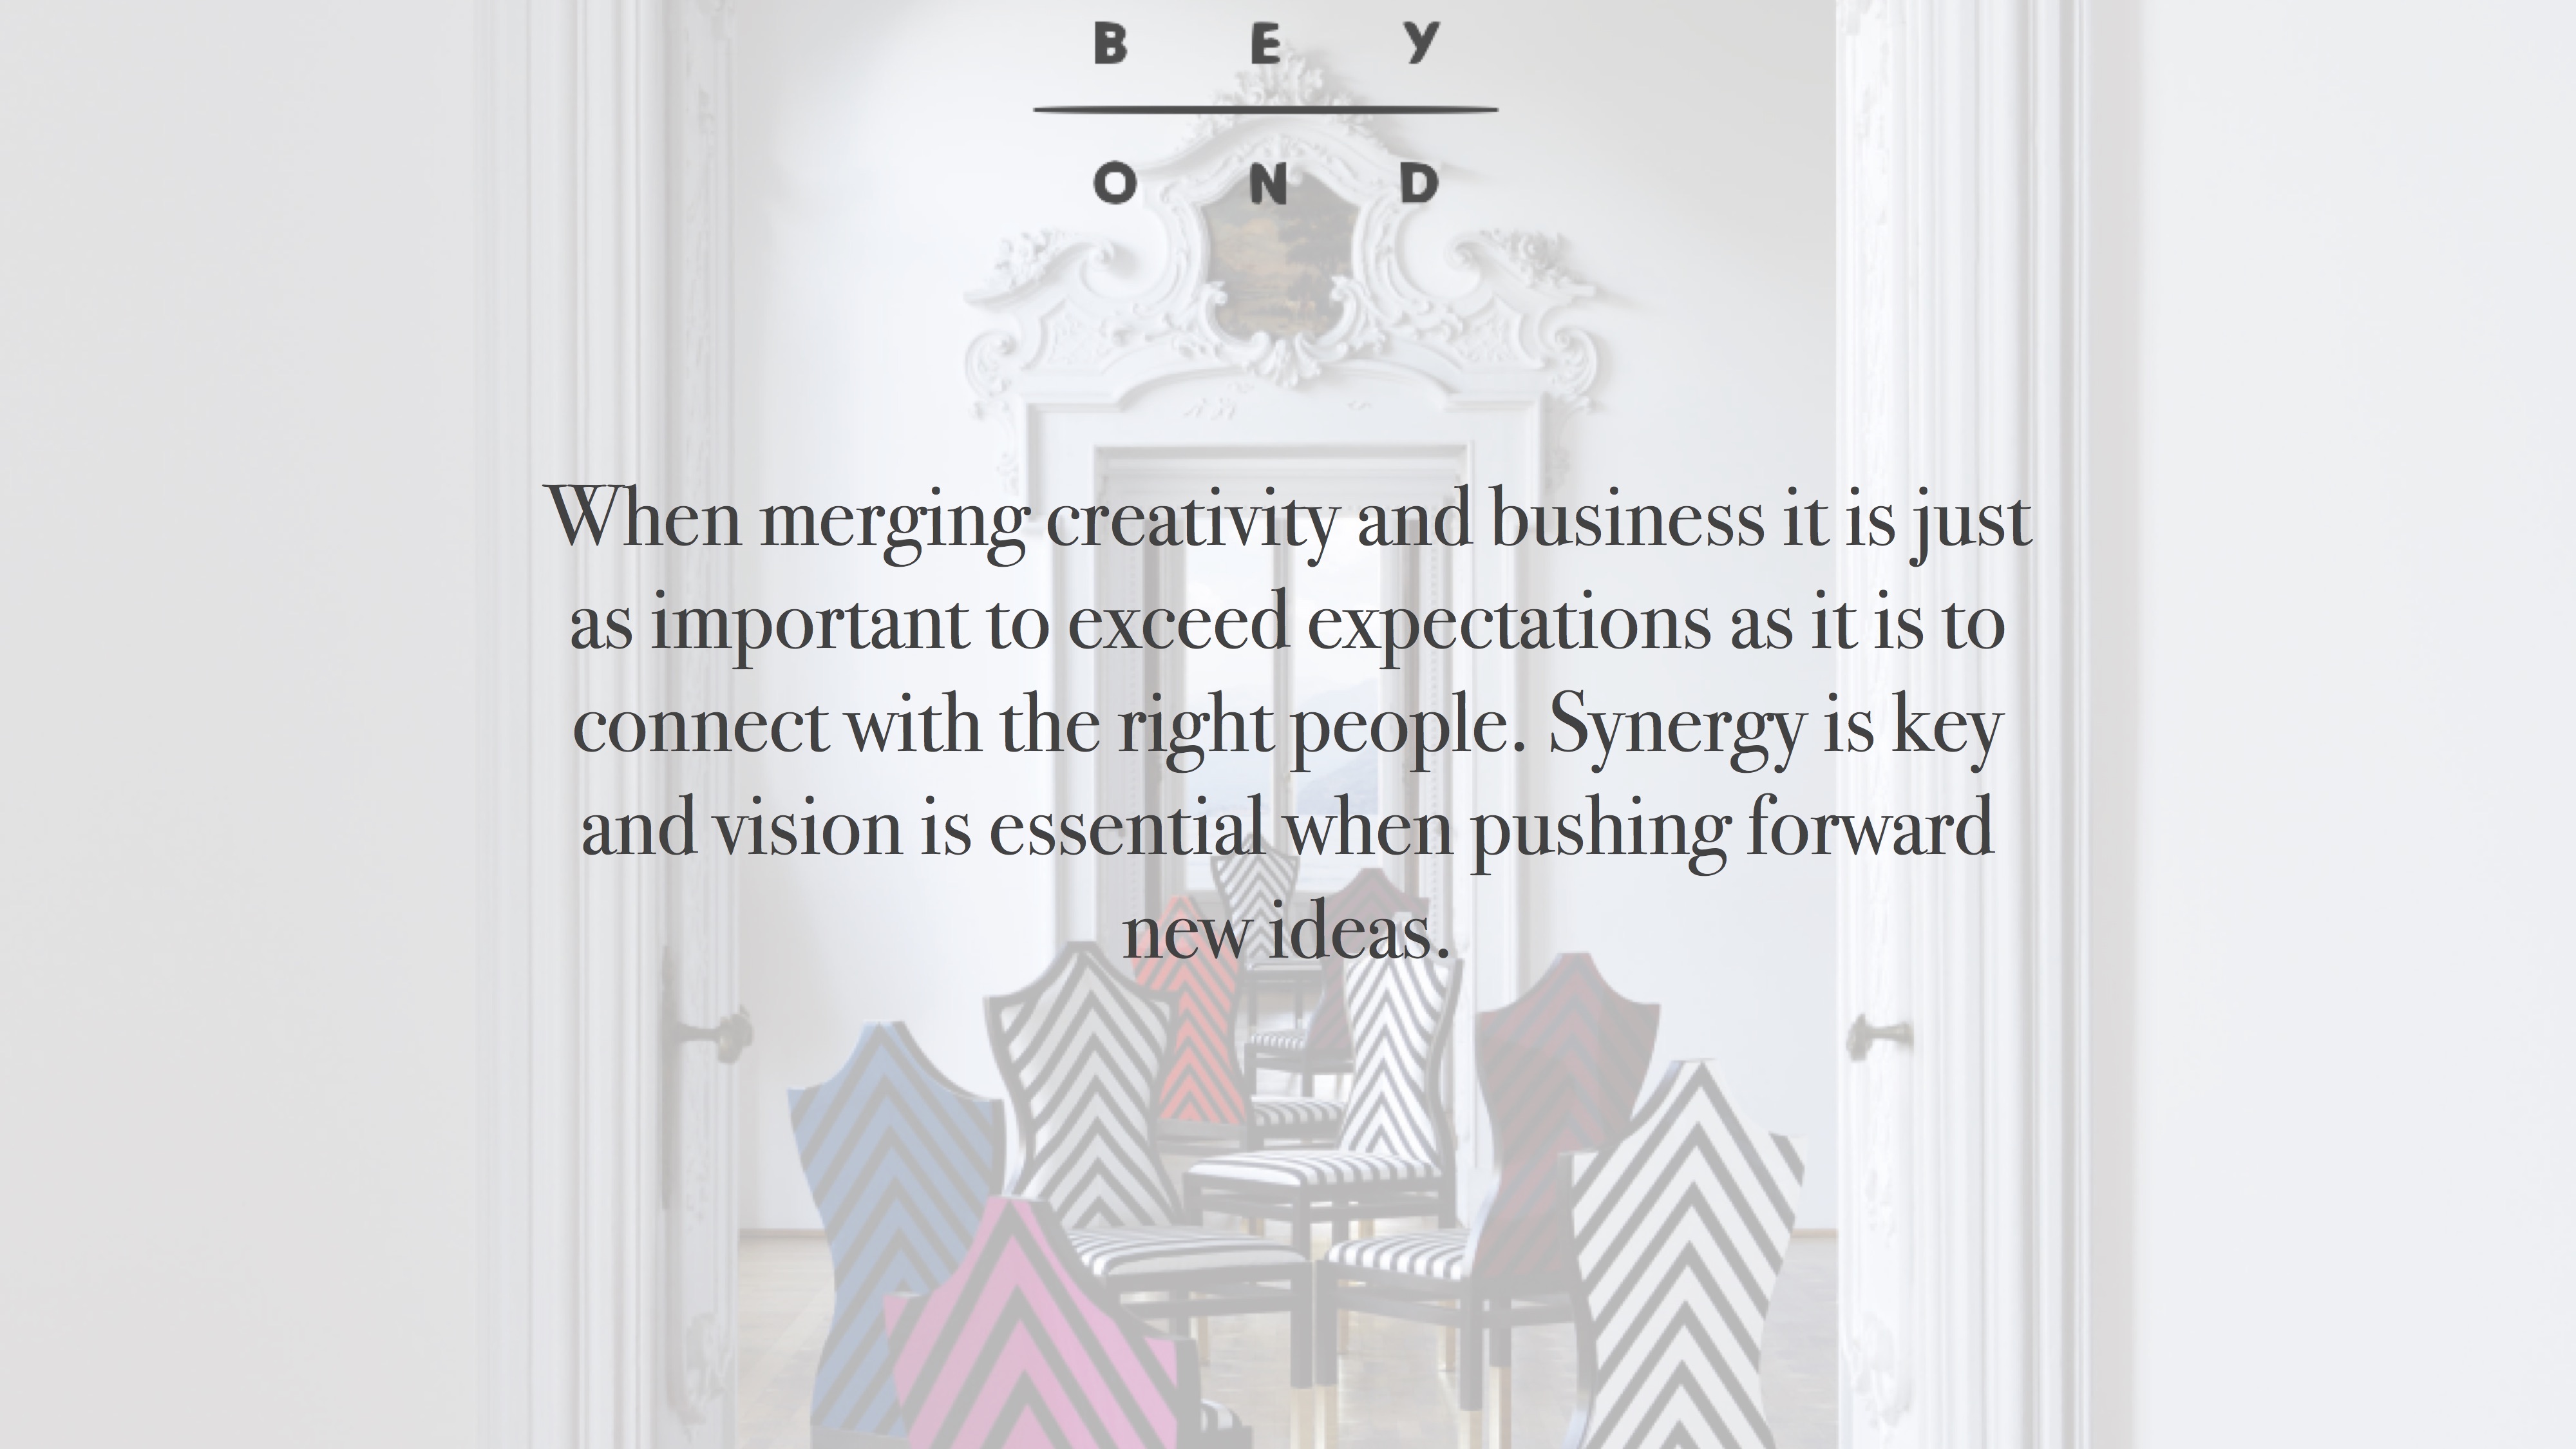 B E Y
O N D
When merging creativity and business it is just
as important to exceed expectations as it is to
connect with the right people. Synergy is key
and vision is essential when pushing forward
new ideas.